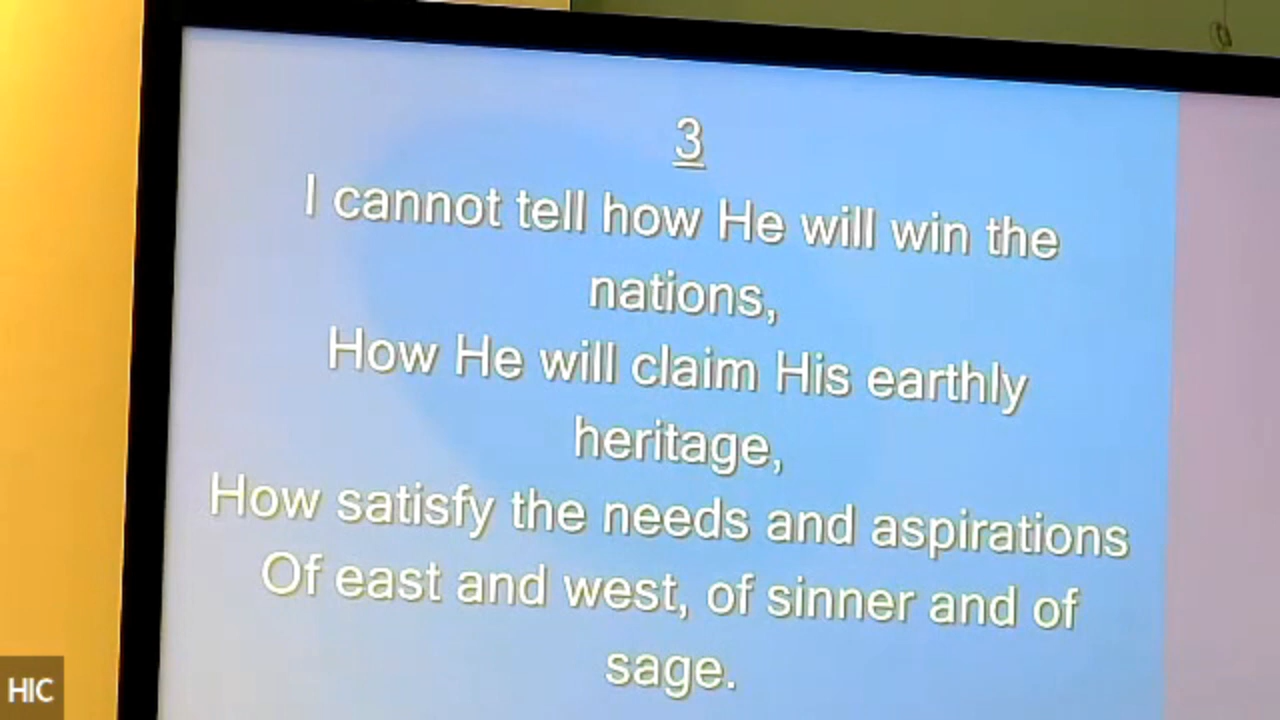 3
I cannot tell how He will win the
nations,
How He will claim His earthly
heritage,
How satisfy the needs and aspirations
Of east and west, of sinner and of
sage.
HIC